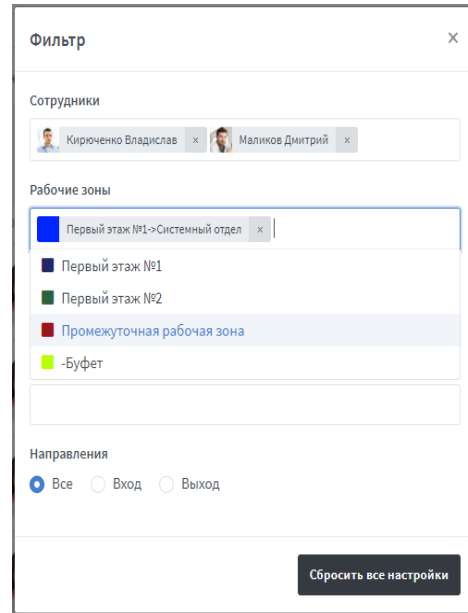 Фильтр ×
Сотрудники
Кирюченко Владислав × Маликов Дмитрий ×
Рабочие зоны
Первый этаж №1->Системный отдел ×
Первый этаж №1
Первый этаж №2
Промежуточная рабочая зона
-Буфет
Направления
Все Вход Выход
Сбросить все настройки